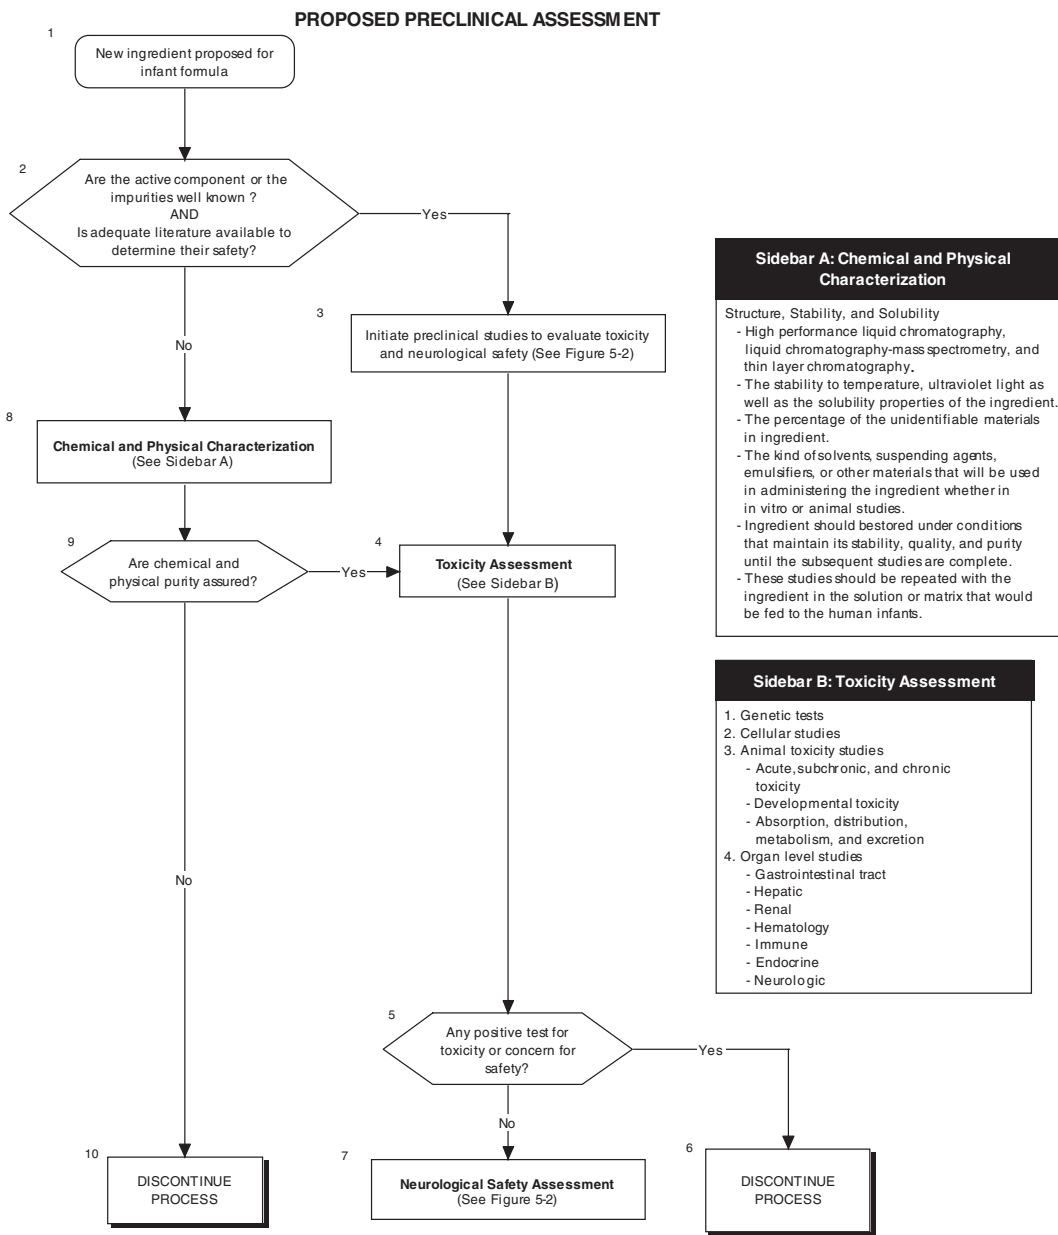 PROPOSED PRECLINICAL ASSESSMENT
1
New ingredient proposed for
infant formula
2
Are the active component or the
impurities well known ?
AND
Is adequate literature available to
determine their safety?
Yes
No
3
Initiate preclinical studies to evaluate toxicity
and neurological safety (See Figure 5-2)
8
Chemical and Physical Characterization
(See Sidebar A)
9
Are chemical and
physical purity assured?
Yes
4
Toxicity Assessment
(See Sidebar B)
No
5
Any positive test for
toxicity or concern for
safety?
Yes
No
10
DISCONTINUE
PROCESS
7
Neurological Safety Assessment
(See Figure 5-2)
6
DISCONTINUE
PROCESS
Sidebar A: Chemical and Physical
Characterization
Structure, Stability, and Solubility
- High performance liquid chromatography,
liquid chromatography-mass spectrometry, and
thin layer chromatography.
- The stability to temperature, ultraviolet light as
well as the solubility properties of the ingredient.
- The percentage of the unidentifiable materials
in ingredient.
- The kind of solvents, suspending agents,
emulsifiers, or other materials that will be used
in administering the ingredient whether in
in vitro or animal studies.
- Ingredient should bestored under conditions
that maintain its stability, quality, and purity
until the subsequent studies are complete.
- These studies should be repeated with the
ingredient in the solution or matrix that would
be fed to the human infants.
Sidebar B: Toxicity Assessment
1. Genetic tests
2. Cellular studies
3. Animal toxicity studies
- Acute, subchronic, and chronic
toxicity
- Developmental toxicity
- Absorption, distribution,
metabolism, and excretion
4. Organ level studies
- Gastrointestinal tract
- Hepatic
- Renal
- Hematology
- Immune
- Endocrine
- Neurologic